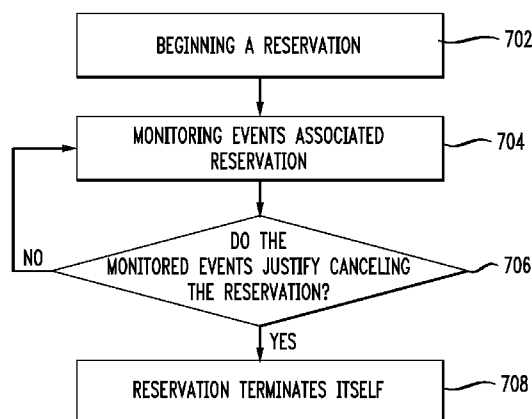 BEGINNING A RESERVATION
702
MONITORING EVENTS ASSOCIATED
RESERVATION
704
DO THE
MONITORED EVENTS JUSTIFY CANCELING
THE RESERVATION?
706
NO
YES
RESERVATION TERMINATES ITSELF
708